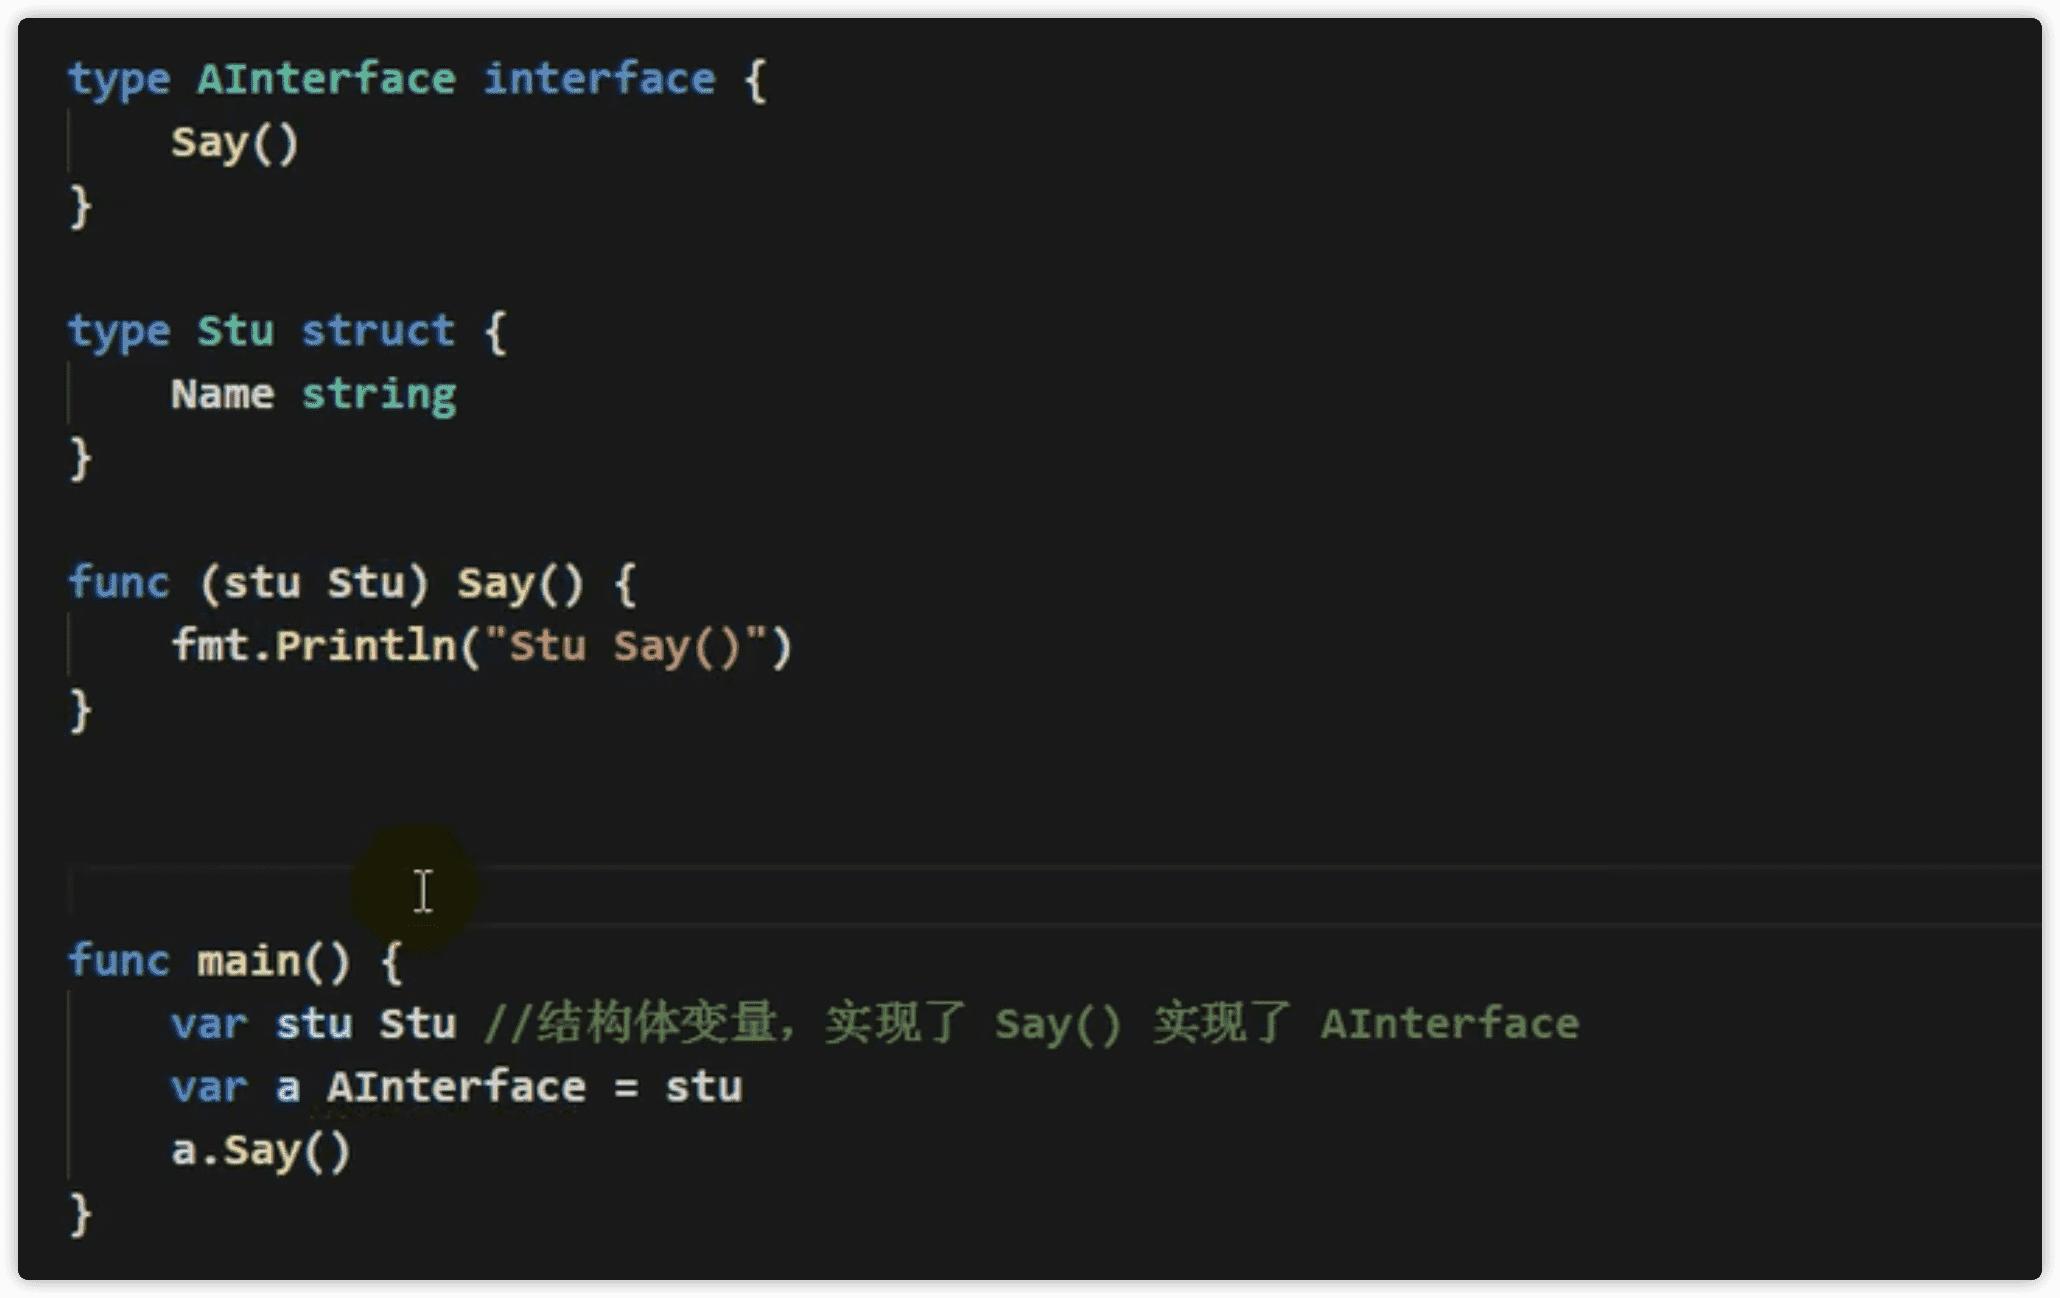 type AInterface interface {
    Say()
}
type Stu struct {
    Name string
}
func (stu Stu) Say() {
    fmt.Println("Stu Say()")
}
func main() {
    var stu Stu //结构体变量，实现了 Say() 实现了 AInterface
    var a AInterface = stu
    a.Say()
}